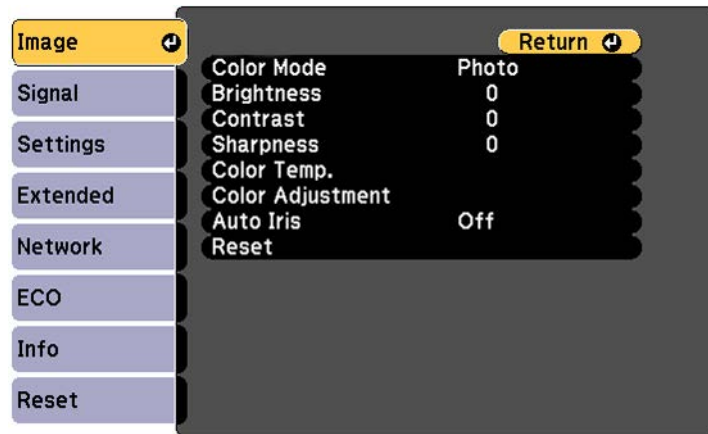 Image
Signal
Settings
Extended
Network
ECO
Info
Reset
Return
Color Mode Photo
Brightness 0
Contrast 0
Sharpness 0
Color Temp.
Color Adjustment
Auto Iris Off
Reset